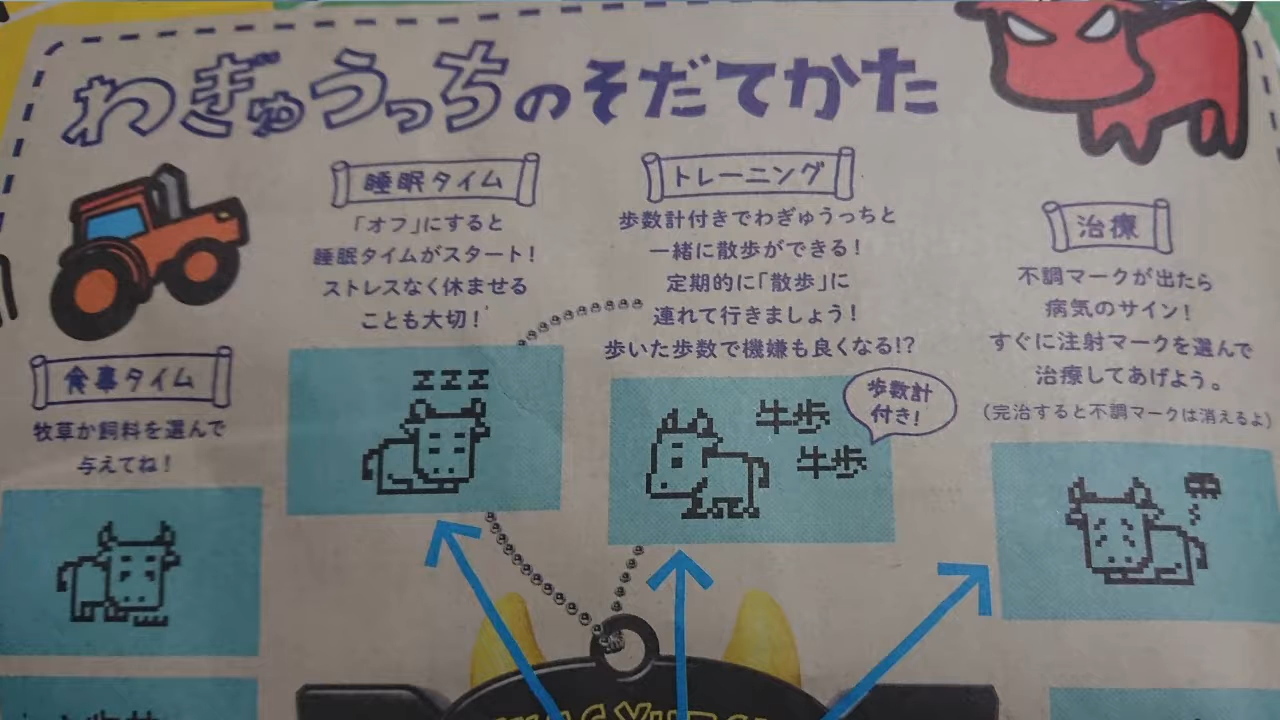 わぎゅうっちのそだてかた
睡眠タイム
「オフ」にすると
睡眠タイムがスタート!
ストレスなく休ませる
ことも大切!
トレーニング
歩数計付きでわぎゅうっちと
一緒に散歩ができる!
定期的に「散歩」に
連れて行きましょう!
歩いた歩数で機嫌も良くなる!?
治療
不調マークが出たら
病気のサイン!
すぐに注射マークを選んで
治療してあげよう。
(完治すると不調マークは消えるよ)
食事タイム
牧草か飼料を選んで
与えてね!
ZZZ
牛歩
牛歩
歩数計
付き!